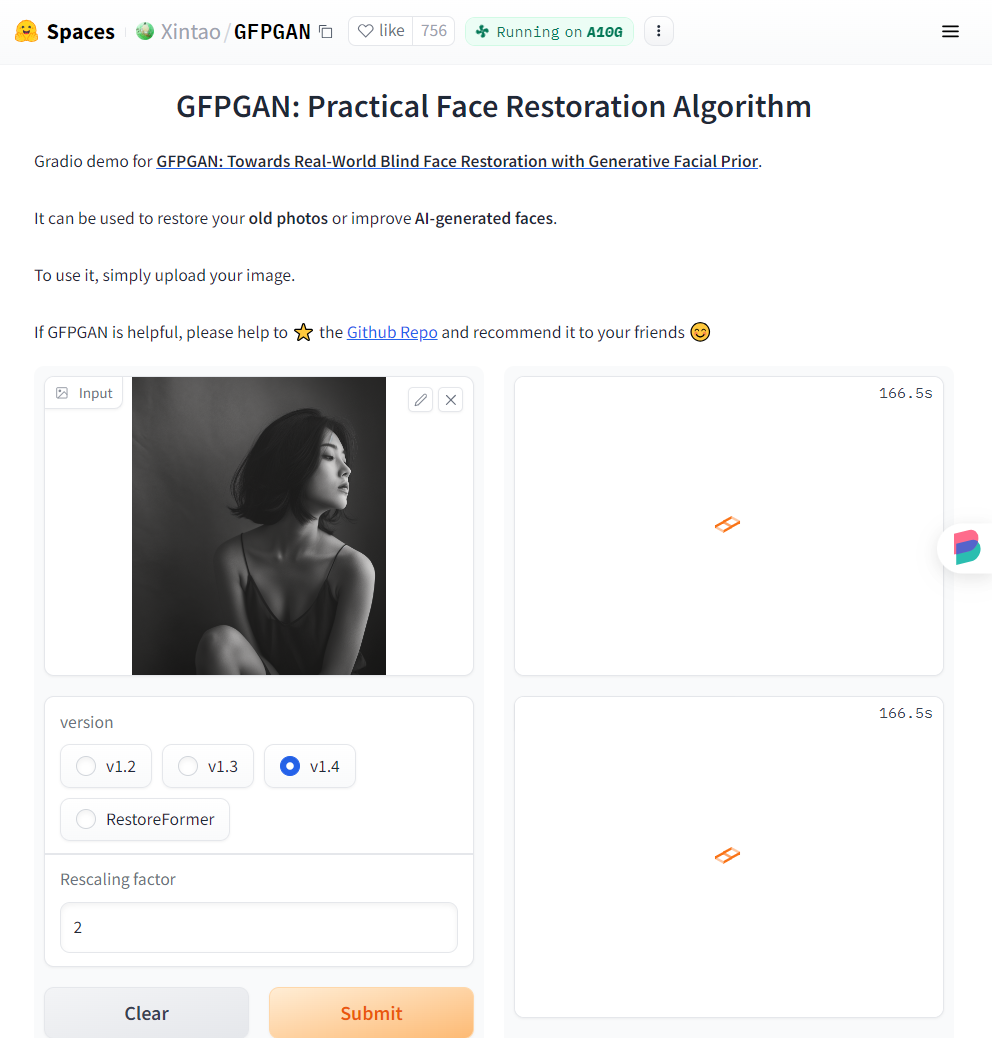 Spaces Xintao/GFPGAN like 756 Running on A10G
GFPGAN: Practical Face Restoration Algorithm
Gradio demo for GFPGAN: Towards Real-World Blind Face Restoration with Generative Facial Prior.
It can be used to restore your old photos or improve AI-generated faces.
To use it, simply upload your image.
If GFPGAN is helpful, please help to ⭐ the Github Repo and recommend it to your friends 😊
Input
166.5s
version
v1.2 v1.3 v1.4
RestoreFormer
Rescaling factor
2
Clear Submit
166.5s